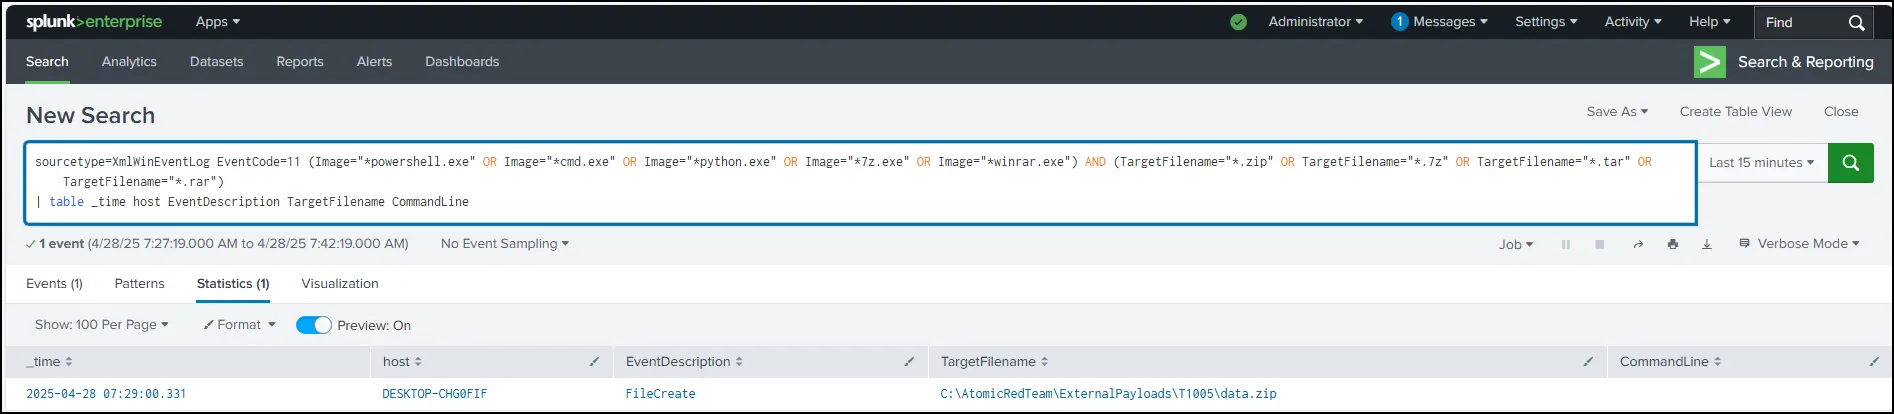 splunk>enterprise Apps Administrator 1 Messages Settings Activity Help Find
Search Analytics Datasets Reports Alerts Dashboards > Search & Reporting
New Search Save As Create Table View Close
sourcetype=XmlWinEventLog EventCode=11 (Image="*powershell.exe" OR Image="*cmd.exe" OR Image="*python.exe" OR Image="*7z.exe" OR Image="*winrar.exe") AND (TargetFilename="*.zip" OR TargetFilename="*.7z" OR TargetFilename="*.tar" OR Last 15 minutes
TargetFilename="*.rar")
| table _time host EventDescription TargetFilename CommandLine
1 event (4/28/25 7:27:19.000 AM to 4/28/25 7:42:19.000 AM) No Event Sampling Job Verbose Mode
Events (1) Patterns Statistics (1) Visualization
Show: 100 Per Page Format Preview: On
_time host EventDescription TargetFilename CommandLine
2025-04-28 07:29:00.331 DESKTOP-CHG0FIF FileCreate C:\AtomicRedTeam\ExternalPayloads\T1005\data.zip